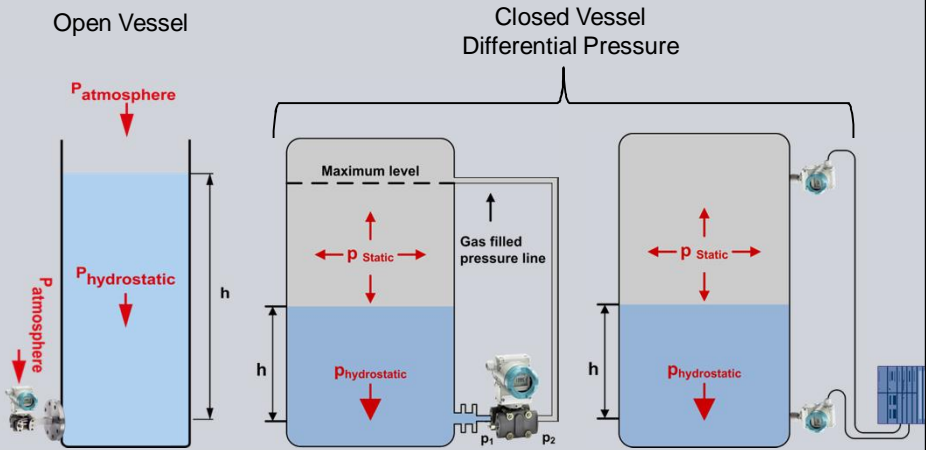 Open Vessel
Closed Vessel
Differential Pressure
Patmosphere
Maximum level
Gas filled
pressure line
p Static
p Static
Phydrostatic
h
Patmosphere
h
phydrostatic
p1
p2
h
phydrostatic